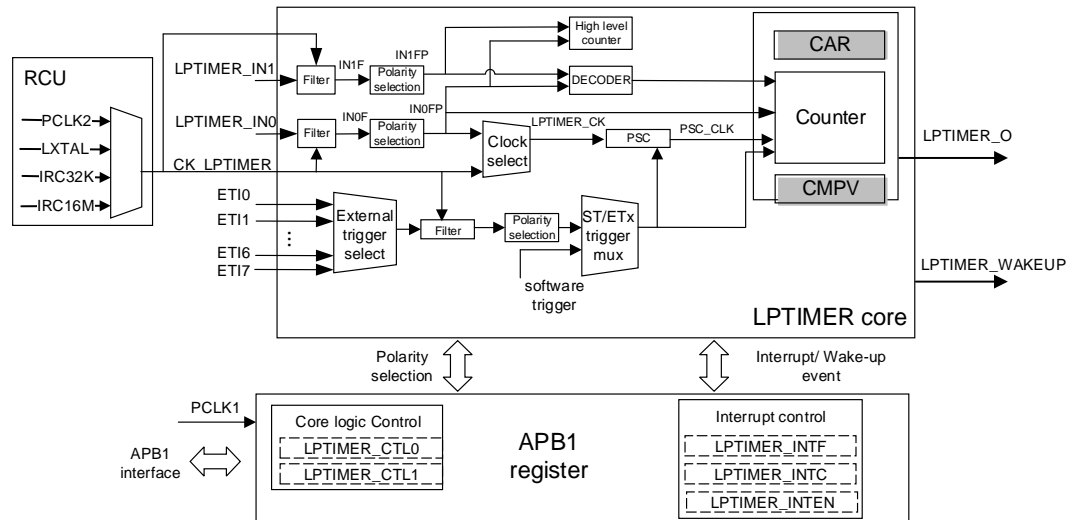 RCU
PCLK2
LXTAL
IRC32K
IRC16M
LPTIMER_IN1
LPTIMER_IN0
CK_LPTIMER
ETI0
ETI1
⋮
ETI6
ETI7
Filter
IN1F
Polarity
selection
IN1FP
High level
counter
DECODER
Filter
IN0F
Polarity
selection
IN0FP
Clock
select
LPTIMER_CK
PSC
PSC_CLK
External
trigger
select
Filter
Polarity
selection
ST/ETx
trigger
mux
software
trigger
CAR
Counter
CMPV
LPTIMER_O
LPTIMER_WAKEUP
LPTIMER core
Polarity
selection
Interrupt/ Wake-up
event
PCLK1
APB1
interface
Core logic Control
LPTIMER_CTL0
LPTIMER_CTL1
APB1
register
Interrupt control
LPTIMER_INTF
LPTIMER_INTC
LPTIMER_INTEN